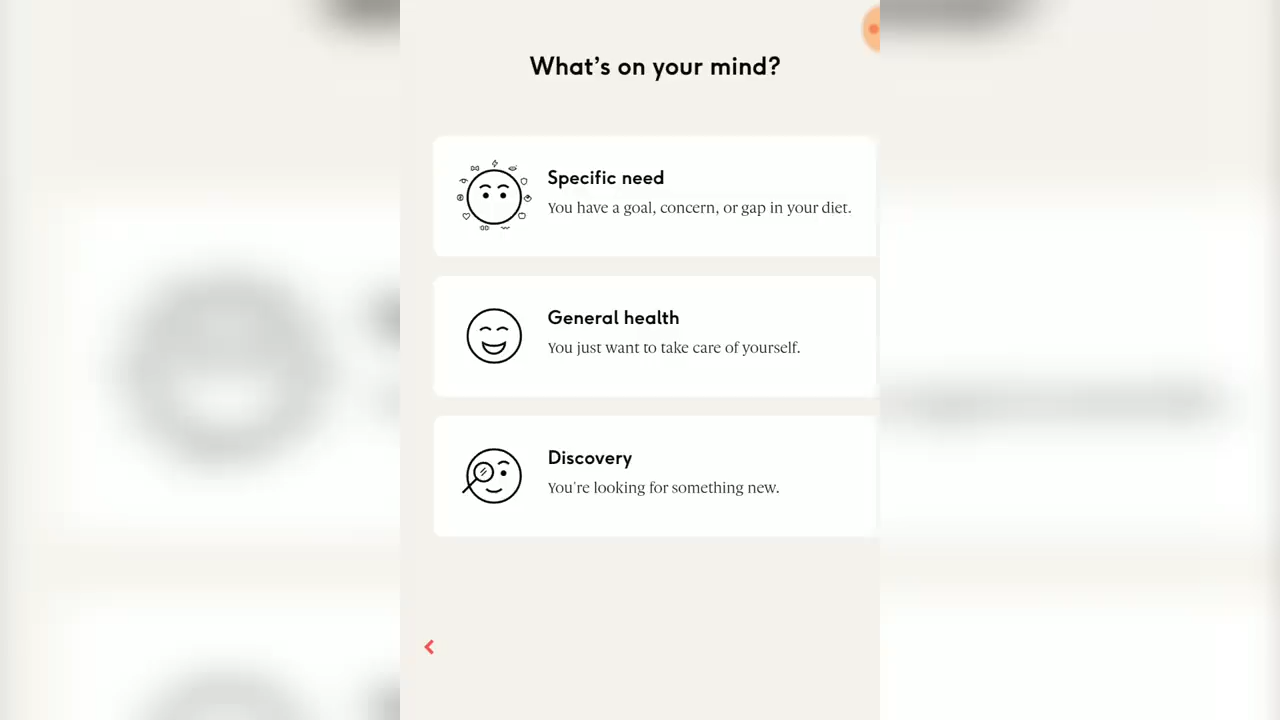 What’s on your mind?
Specific need
You have a goal, concern, or gap in your diet.
General health
You just want to take care of yourself.
Discovery
You're looking for something new.